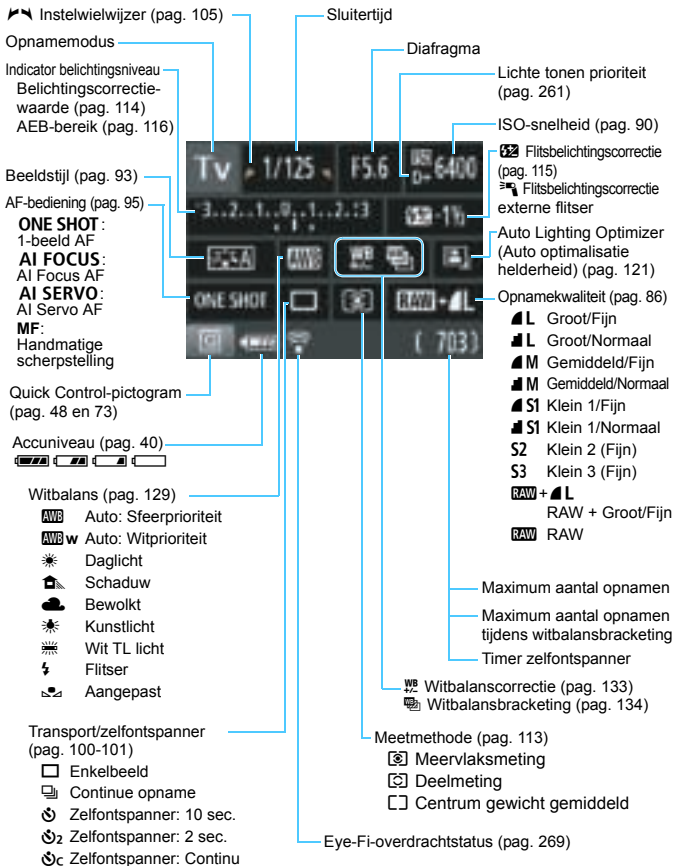 Instelwielwijzer (pag. 105)
Sluitertijd
Opnamemodus
Diafragma
Indicator belichtingsniveau
Belichtingscorrectie-
waarde (pag. 114)
AEB-bereik (pag. 116)
Lichte tonen prioriteit
(pag. 261)
ISO-snelheid (pag. 90)
Flitsbelichtingscorrectie
(pag. 115)
Flitsbelichtingscorrectie
externe flitser
Auto Lighting Optimizer
(Auto optimalisatie
helderheid) (pag. 121)
Beeldstijl (pag. 93)
AF-bediening (pag. 95)
ONE SHOT:
1-beeld AF
AI FOCUS:
AI Focus AF
AI SERVO:
AI Servo AF
MF:
Handmatige
scherpstelling
Tv 1/125 F5.6 D+ 6400
3..2..1..0..1..2..3 -1⅓
A AWB WB +/-
ONE SHOT RAW+L
Q ( 703)
Opnamekwaliteit (pag. 86)
L Groot/Fijn
L Groot/Normaal
M Gemiddeld/Fijn
M Gemiddeld/Normaal
S1 Klein 1/Fijn
S1 Klein 1/Normaal
S2 Klein 2 (Fijn)
S3 Klein 3 (Fijn)
RAW+L
RAW + Groot/Fijn
RAW RAW
Quick Control-pictogram
(pag. 48 en 73)
Accuniveau (pag. 40)
Witbalans (pag. 129)
AWB Auto: Sfeerprioriteit
AWB w Auto: Witprioriteit
Daglicht
Schaduw
Bewolkt
Kunstlicht
Wit TL licht
Flitser
Aangepast
Maximum aantal opnamen
Maximum aantal opnamen
tijdens witbalansbracketing
Timer zelfontspanner
WB +/- Witbalanscorrectie (pag. 133)
WB Witbalansbracketing (pag. 134)
Transport/zelfontspanner
(pag. 100-101)
Enkelbeeld
Continue opname
Zelfontspanner: 10 sec.
2 Zelfontspanner: 2 sec.
C Zelfontspanner: Continu
Meetmethode (pag. 113)
Meervlaksmeting
Deelmeting
Centrum gewicht gemiddeld
Eye-Fi-overdrachtstatus (pag. 269)